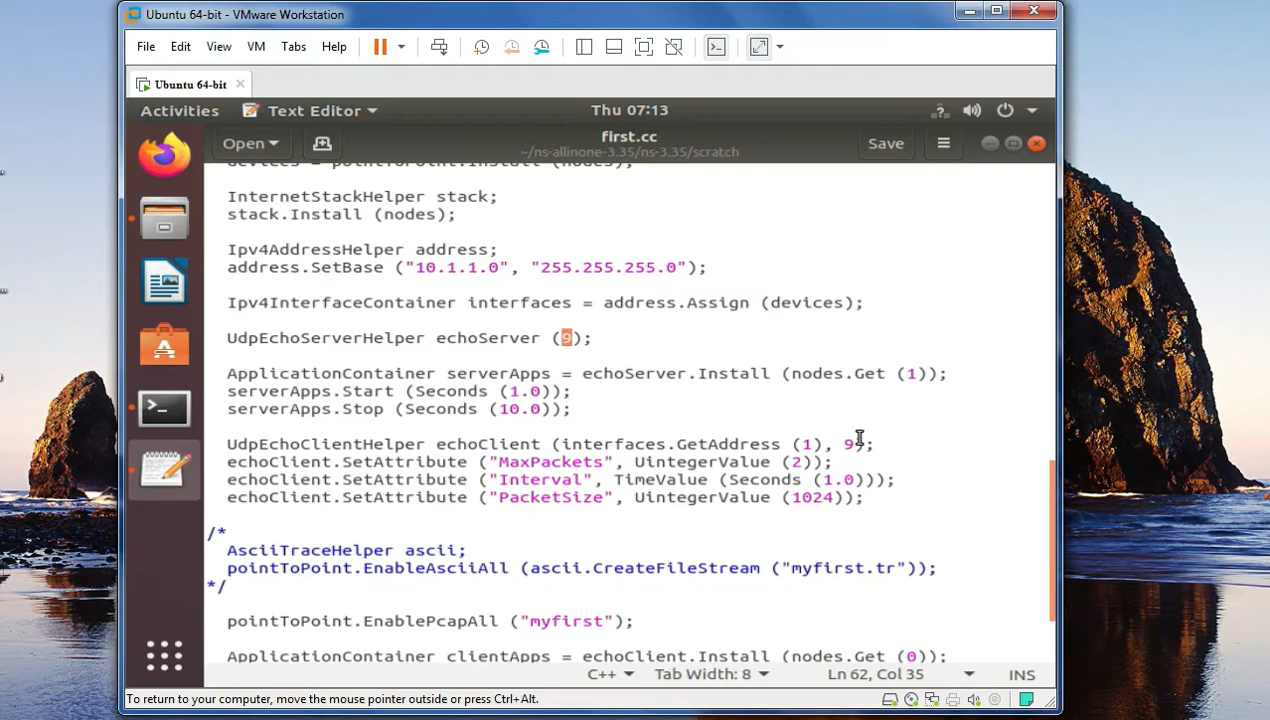 Ubuntu 64-bit - VMware Workstation
File Edit View VM Tabs Help
Ubuntu 64-bit
Activities Text Editor Thu 07:13
Open first.cc Save
~/ns-allinone-3.35/ns-3.35/scratch
devices = pointToPoint.Install (nodes);
InternetStackHelper stack;
stack.Install (nodes);
Ipv4AddressHelper address;
address.SetBase ("10.1.1.0", "255.255.255.0");
Ipv4InterfaceContainer interfaces = address.Assign (devices);
UdpEchoServerHelper echoServer (9);
ApplicationContainer serverApps = echoServer.Install (nodes.Get (1));
serverApps.Start (Seconds (1.0));
serverApps.Stop (Seconds (10.0));
UdpEchoClientHelper echoClient (interfaces.GetAddress (1), 9);
echoClient.SetAttribute ("MaxPackets", UintegerValue (2));
echoClient.SetAttribute ("Interval", TimeValue (Seconds (1.0)));
echoClient.SetAttribute ("PacketSize", UintegerValue (1024));
/*
AsciiTraceHelper ascii;
pointToPoint.EnableAsciiAll (ascii.CreateFileStream ("myfirst.tr"));
*/
pointToPoint.EnablePcapAll ("myfirst");
ApplicationContainer clientApps = echoClient.Install (nodes.Get (0));
C++ Tab Width: 8 Ln 62, Col 35 INS
To return to your computer, move the mouse pointer outside or press Ctrl+Alt.